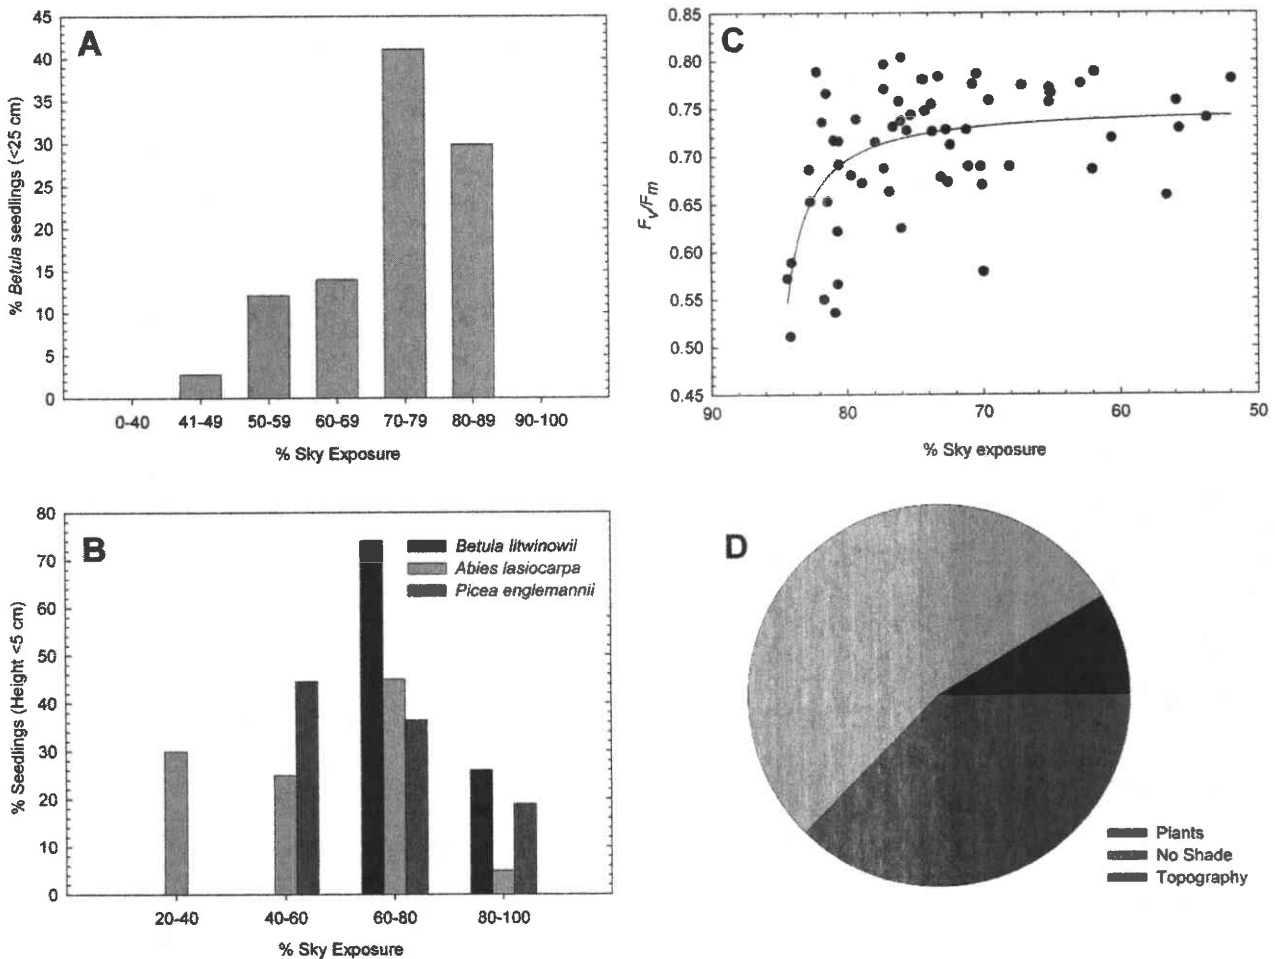 A
45
40
35
30
25
20
15
10
5
0
% Betula seedlings (<25 cm)
0-40 41-49 50-59 60-69 70-79 80-89 90-100
% Sky Exposure
C
0.85
0.80
0.75
0.70
0.65
0.60
0.55
0.50
0.45
Fv/Fm
90 80 70 60 50
% Sky exposure
B
80
70
60
50
40
30
20
10
0
% Seedlings (Height <5 cm)
Betula litwinowii
Abies lasiocarpa
Picea englemannii
20-40 40-60 60-80 80-100
% Sky Exposure
D
Plants
No Shade
Topography